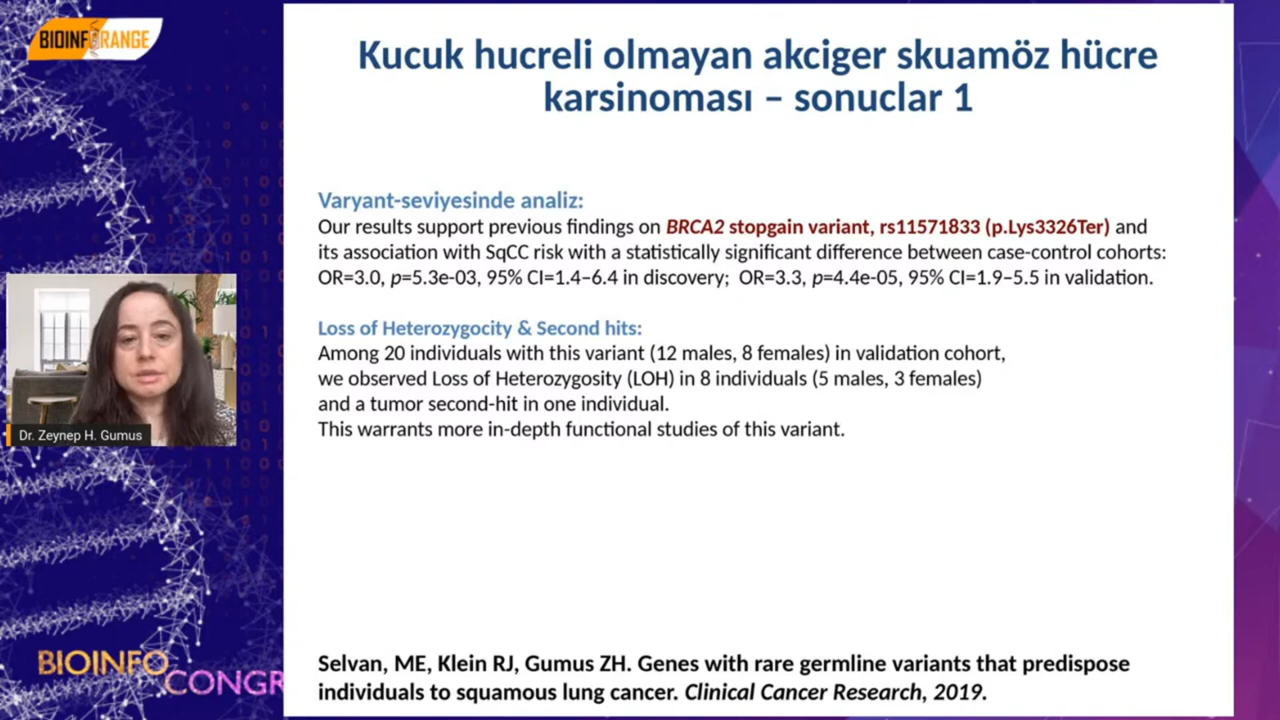 BIOINFORANGE
Kucuk hucreli olmayan akciger skuamöz hücre
karsinoması – sonuclar 1
Varyant-seviyesinde analiz:
Our results support previous findings on BRCA2 stopgain variant, rs11571833 (p.Lys3326Ter) and
its association with SqCC risk with a statistically significant difference between case-control cohorts:
OR=3.0, p=5.3e-03, 95% CI=1.4–6.4 in discovery; OR=3.3, p=4.4e-05, 95% CI=1.9–5.5 in validation.
Loss of Heterozygocity & Second hits:
Among 20 individuals with this variant (12 males, 8 females) in validation cohort,
we observed Loss of Heterozygosity (LOH) in 8 individuals (5 males, 3 females)
and a tumor second-hit in one individual.
This warrants more in-depth functional studies of this variant.
Dr. Zeynep H. Gumus
Selvan, ME, Klein RJ, Gumus ZH. Genes with rare germline variants that predispose
individuals to squamous lung cancer. Clinical Cancer Research, 2019.
BIOINFO
CONGR